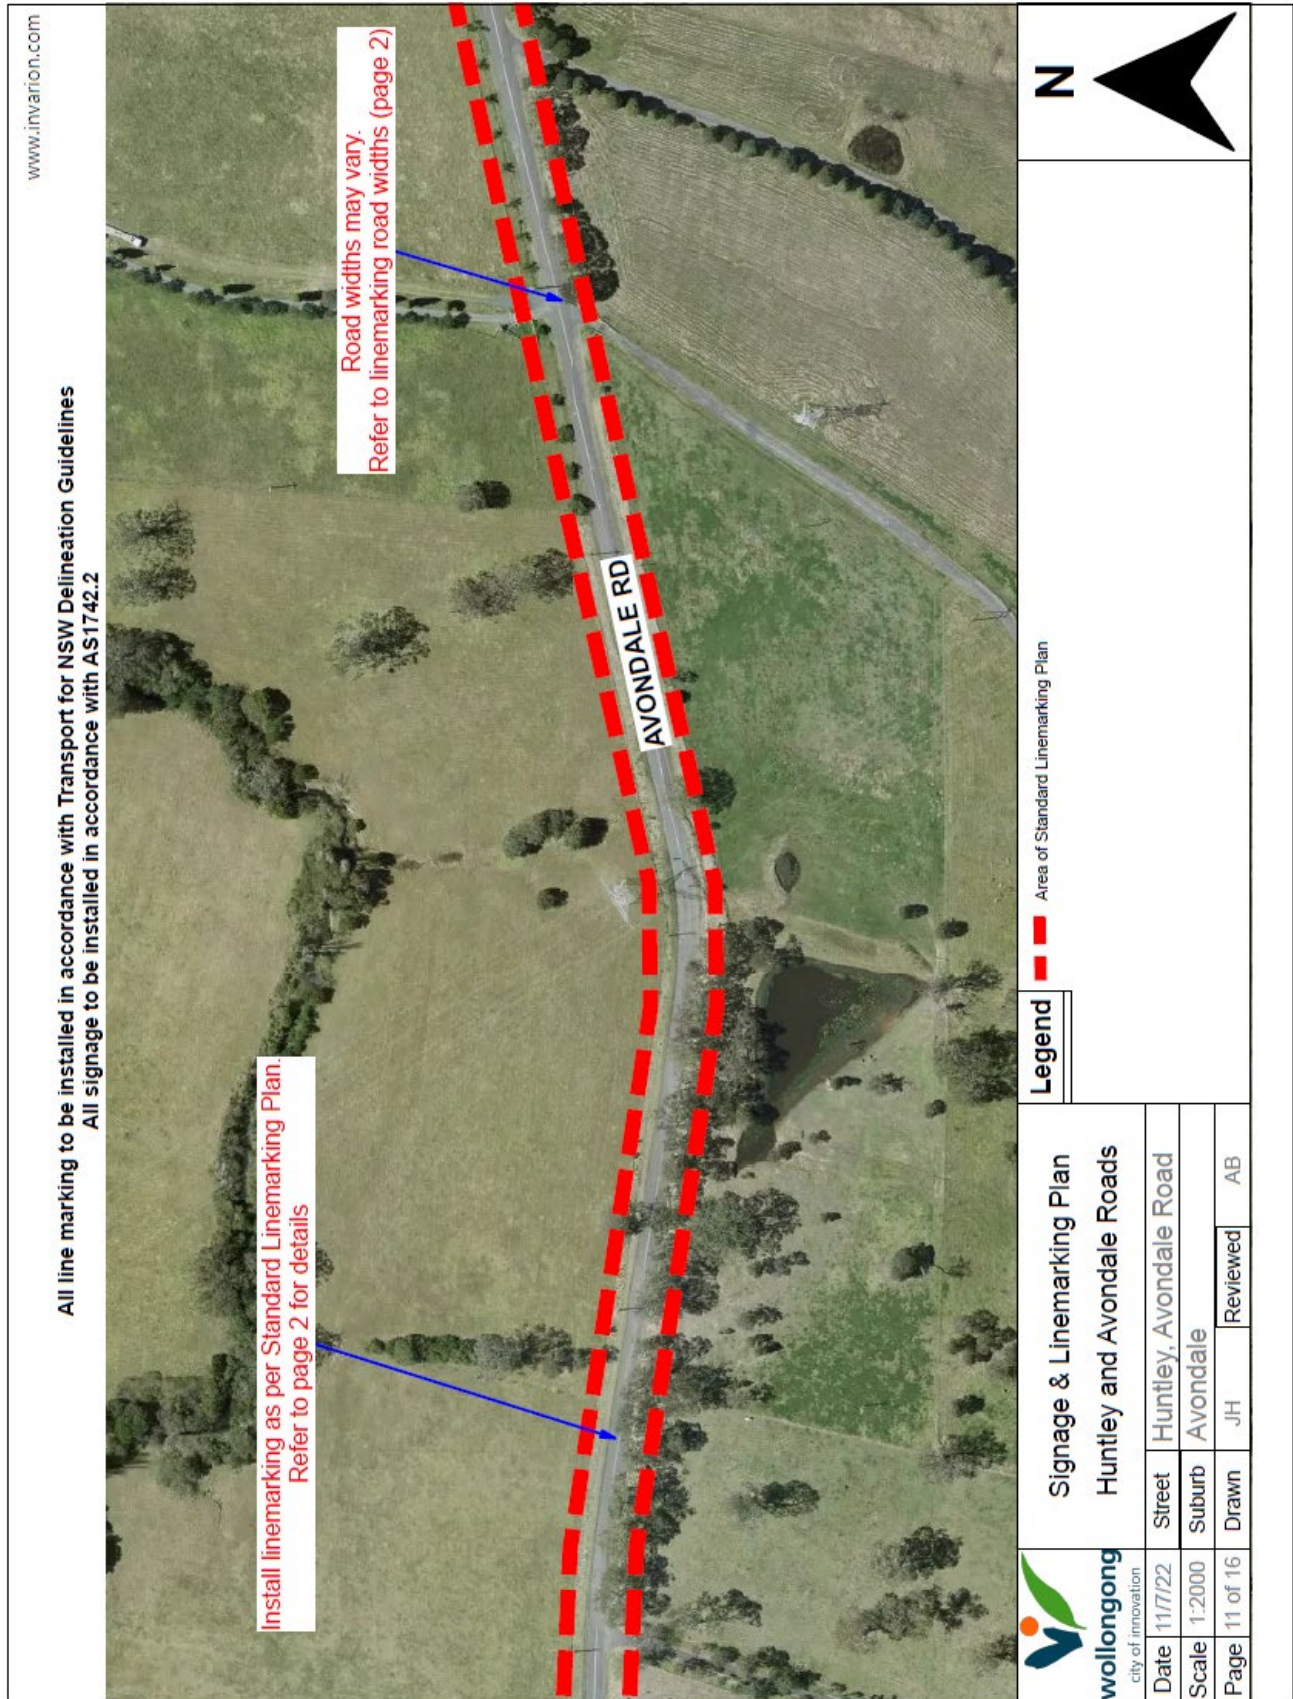 www.invarion.com
All line marking to be installed in accordance with Transport for NSW Delineation Guidelines
All signage to be installed in accordance with AS1742.2
Install linemarking as per Standard Linemarking Plan.
Refer to page 2 for details
Road widths may vary.
Refer to linemarking road widths (page 2)
AVONDALE RD
wollongong
city of innovation
Signage & Linemarking Plan
Huntley and Avondale Roads
Date 11/7/22 Street Huntley, Avondale Road
Scale 1:2000 Suburb Avondale
Page 11 of 16 Drawn JH Reviewed AB
Legend
Area of Standard Linemarking Plan
N